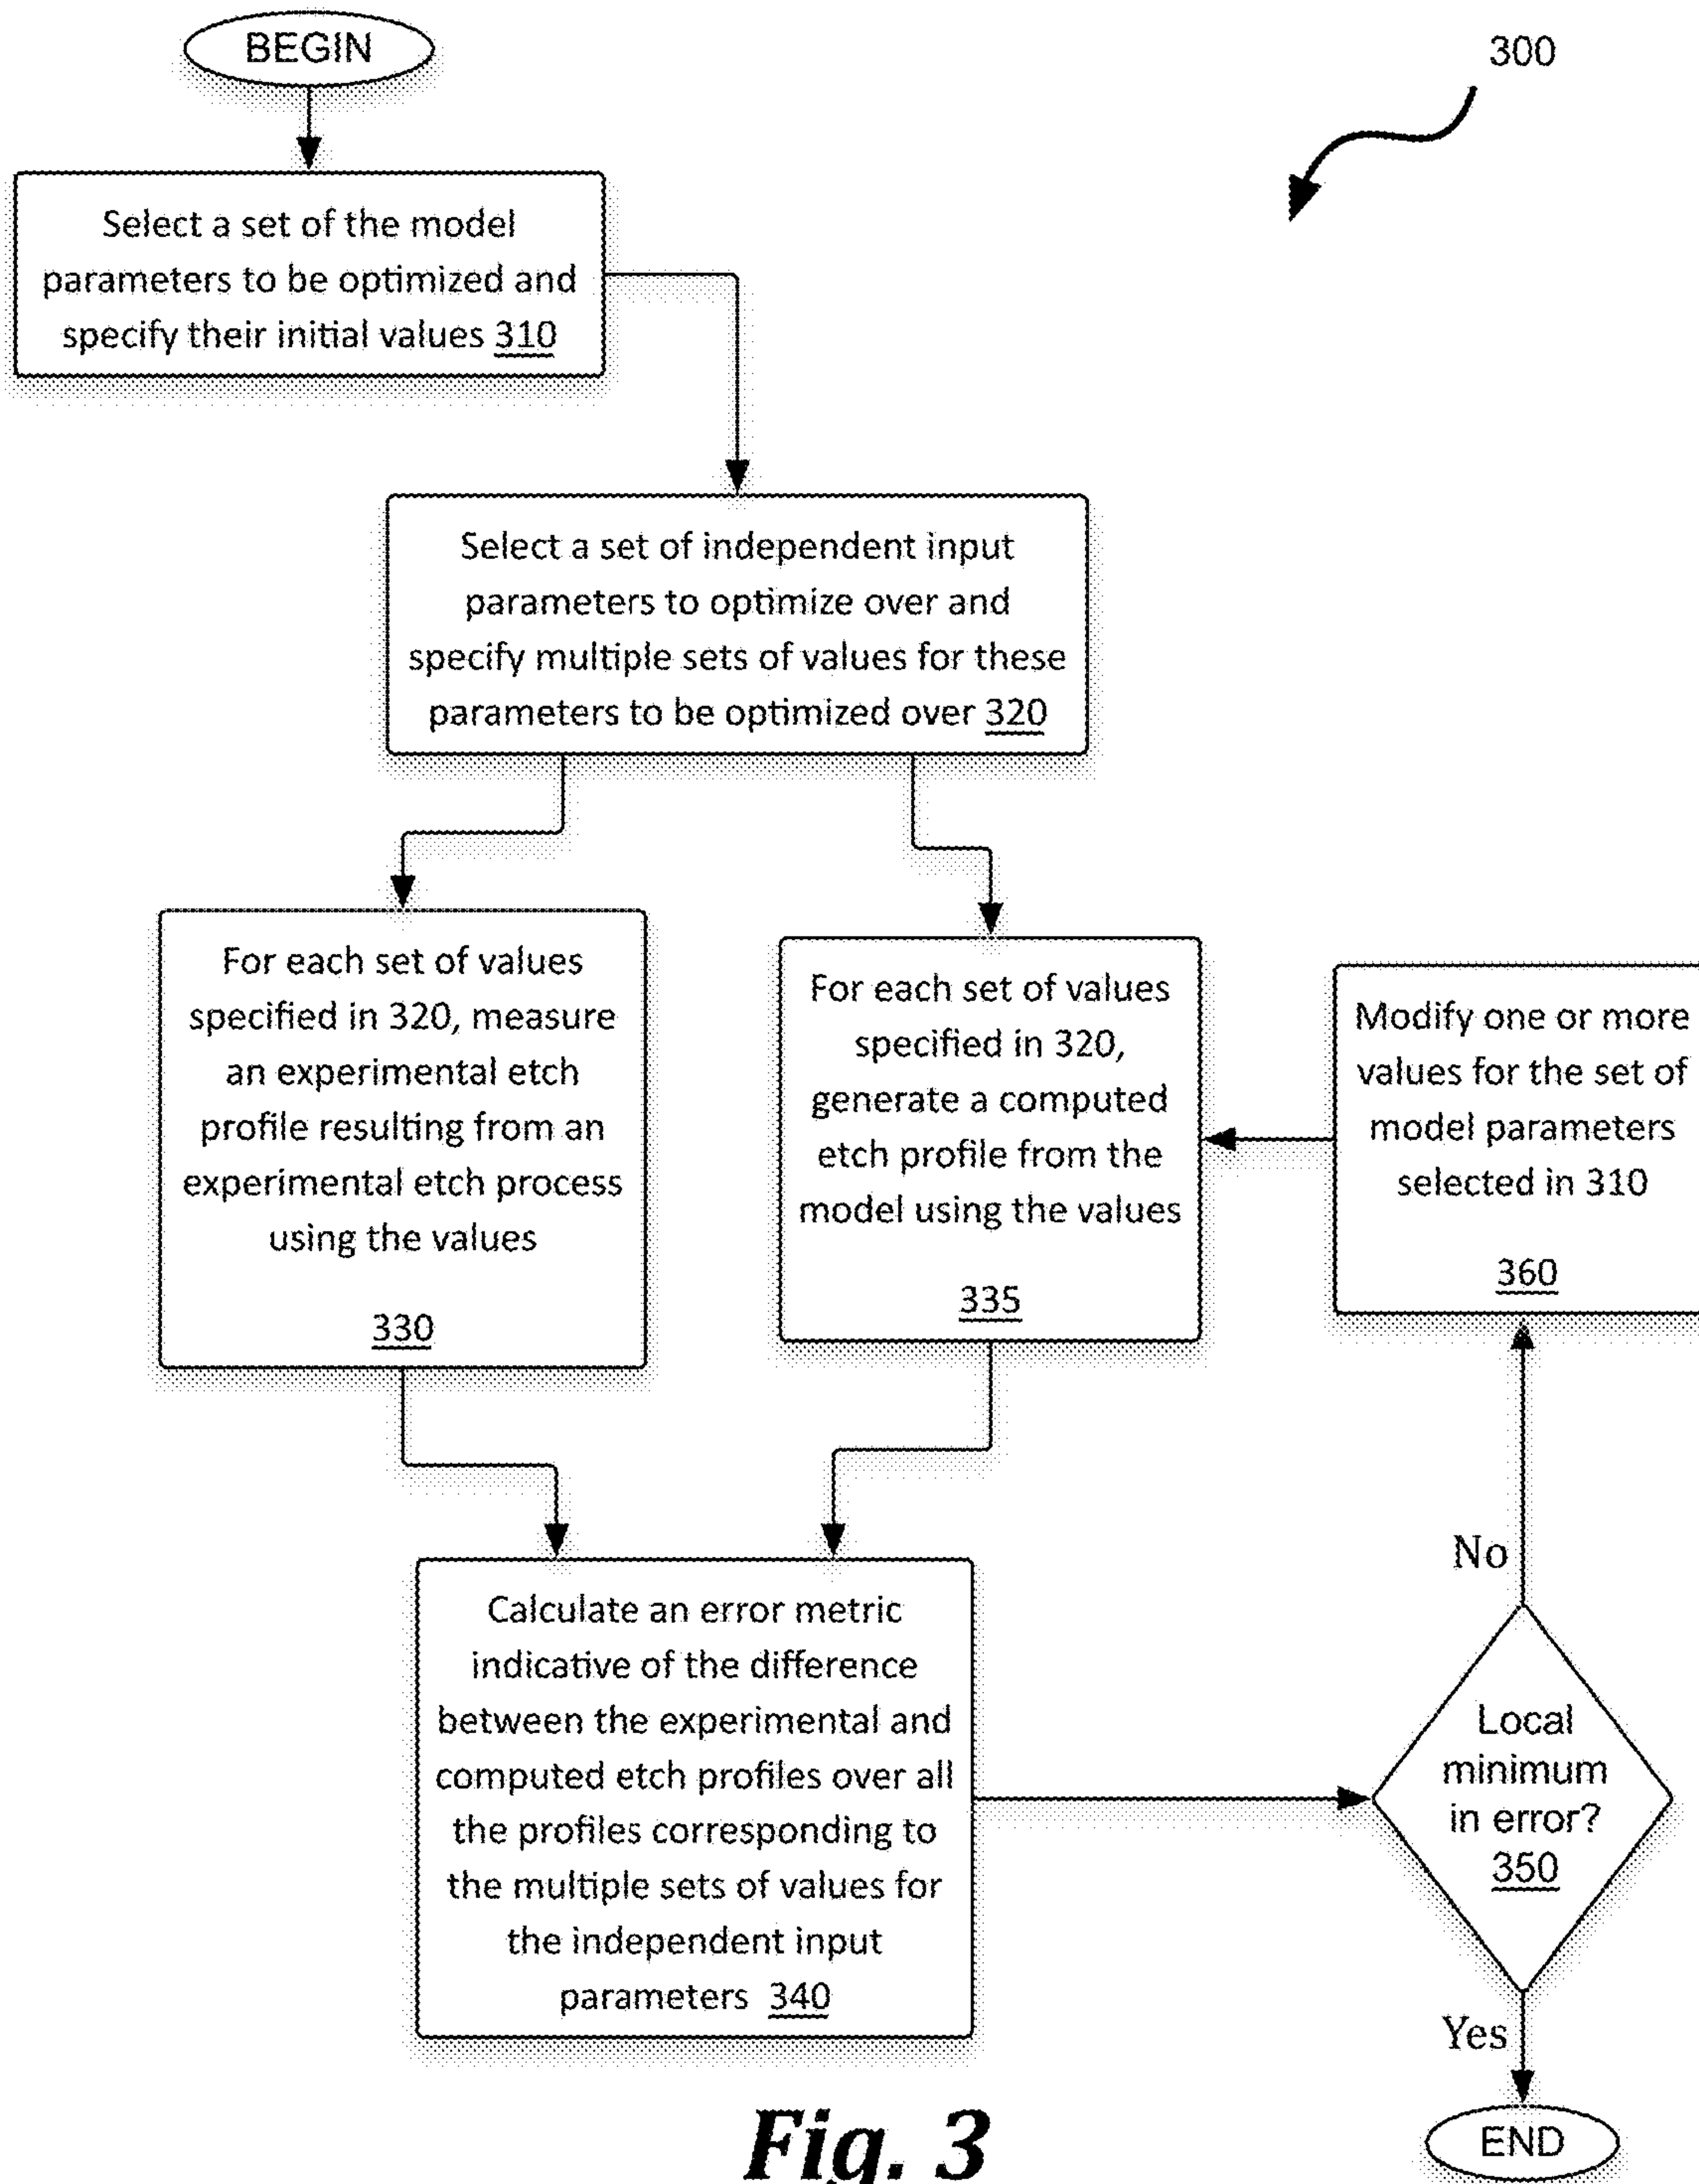 BEGIN
300
Select a set of the model
parameters to be optimized and
specify their initial values 310
Select a set of independent input
parameters to optimize over and
specify multiple sets of values for these
parameters to be optimized over 320
For each set of values
specified in 320, measure
an experimental etch
profile resulting from an
experimental etch process
using the values
330
For each set of values
specified in 320,
generate a computed
etch profile from the
model using the values
335
Modify one or more
values for the set of
model parameters
selected in 310
360
Calculate an error metric
indicative of the difference
between the experimental and
computed etch profiles over all
the profiles corresponding to
the multiple sets of values for
the independent input
parameters 340
No
Local
minimum
in error?
350
Yes
END
Fig. 3